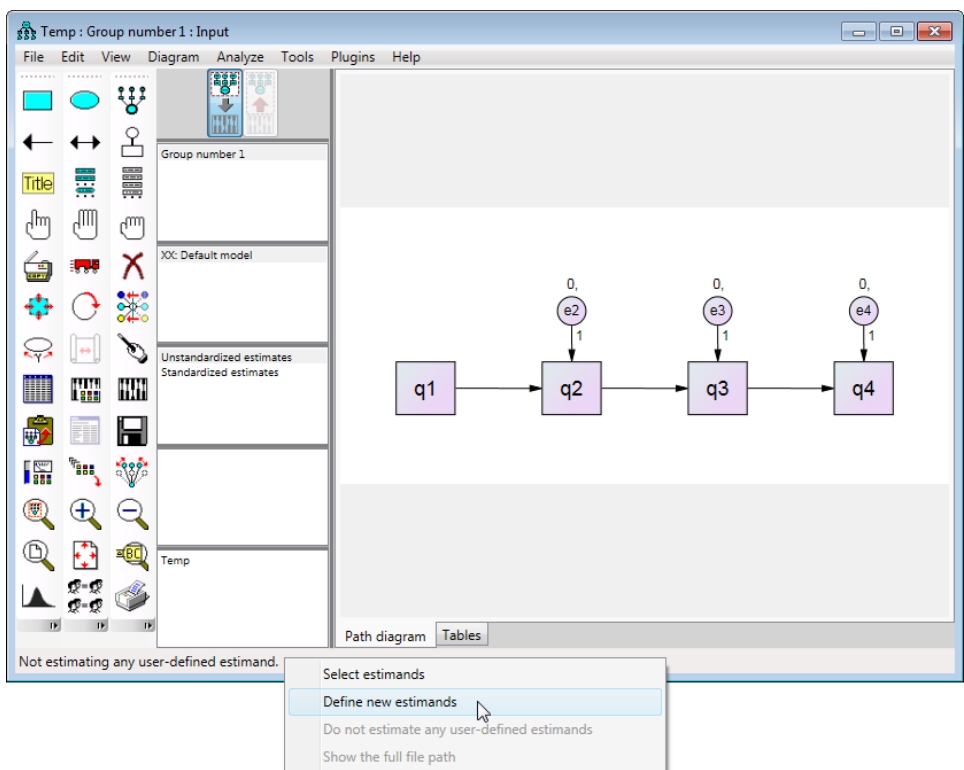 Temp : Group number 1 : Input
File Edit View Diagram Analyze Tools Plugins Help
Title
Group number 1
XX: Default model
Unstandardized estimates
Standardized estimates
Temp
0, 0, 0,
e2 e3 e4
1 1 1
q1 q2 q3 q4
Path diagram Tables
Not estimating any user-defined estimand.
Select estimands
Define new estimands
Do not estimate any user-defined estimands
Show the full file path